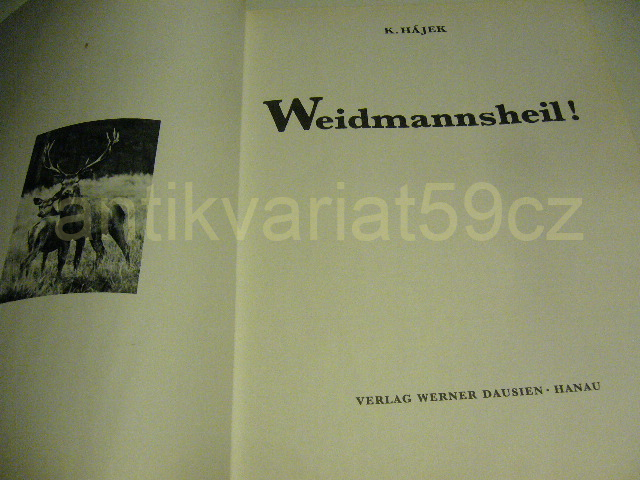 K. HÁJEK
Weidmannsheil!
antikvariat59cz
VERLAG WERNER DAUSIEN · HANAU